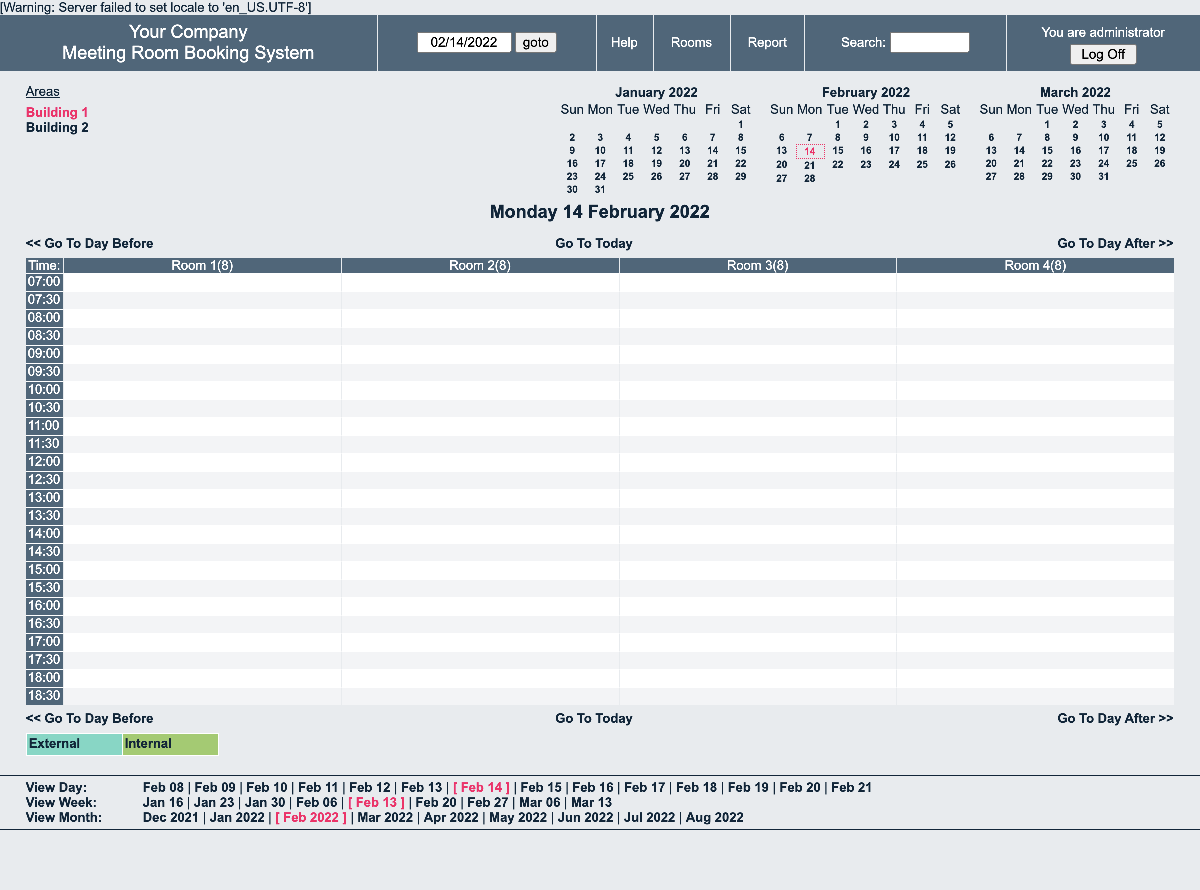 [Warning: Server failed to set locale to 'en_US.UTF-8']
Your Company
Meeting Room Booking System
02/14/2022 goto
Help
Rooms
Report
Search:
You are administrator
Log Off
Areas
Building 1
Building 2
January 2022
Sun Mon Tue Wed Thu Fri Sat
1
2 3 4 5 6 7 8
9 10 11 12 13 14 15
16 17 18 19 20 21 22
23 24 25 26 27 28 29
30 31
February 2022
Sun Mon Tue Wed Thu Fri Sat
1 2 3 4 5
6 7 8 9 10 11 12
13 14 15 16 17 18 19
20 21 22 23 24 25 26
27 28
March 2022
Sun Mon Tue Wed Thu Fri Sat
1 2 3 4 5
6 7 8 9 10 11 12
13 14 15 16 17 18 19
20 21 22 23 24 25 26
27 28 29 30 31
Monday 14 February 2022
<< Go To Day Before Go To Today Go To Day After >>
Time: Room 1(8) Room 2(8) Room 3(8) Room 4(8)
07:00
07:30
08:00
08:30
09:00
09:30
10:00
10:30
11:00
11:30
12:00
12:30
13:00
13:30
14:00
14:30
15:00
15:30
16:00
16:30
17:00
17:30
18:00
18:30
<< Go To Day Before Go To Today Go To Day After >>
External Internal
View Day: Feb 08 | Feb 09 | Feb 10 | Feb 11 | Feb 12 | Feb 13 | [ Feb 14 ] | Feb 15 | Feb 16 | Feb 17 | Feb 18 | Feb 19 | Feb 20 | Feb 21
View Week: Jan 16 | Jan 23 | Jan 30 | Feb 06 | [ Feb 13 ] | Feb 20 | Feb 27 | Mar 06 | Mar 13
View Month: Dec 2021 | Jan 2022 | [ Feb 2022 ] | Mar 2022 | Apr 2022 | May 2022 | Jun 2022 | Jul 2022 | Aug 2022